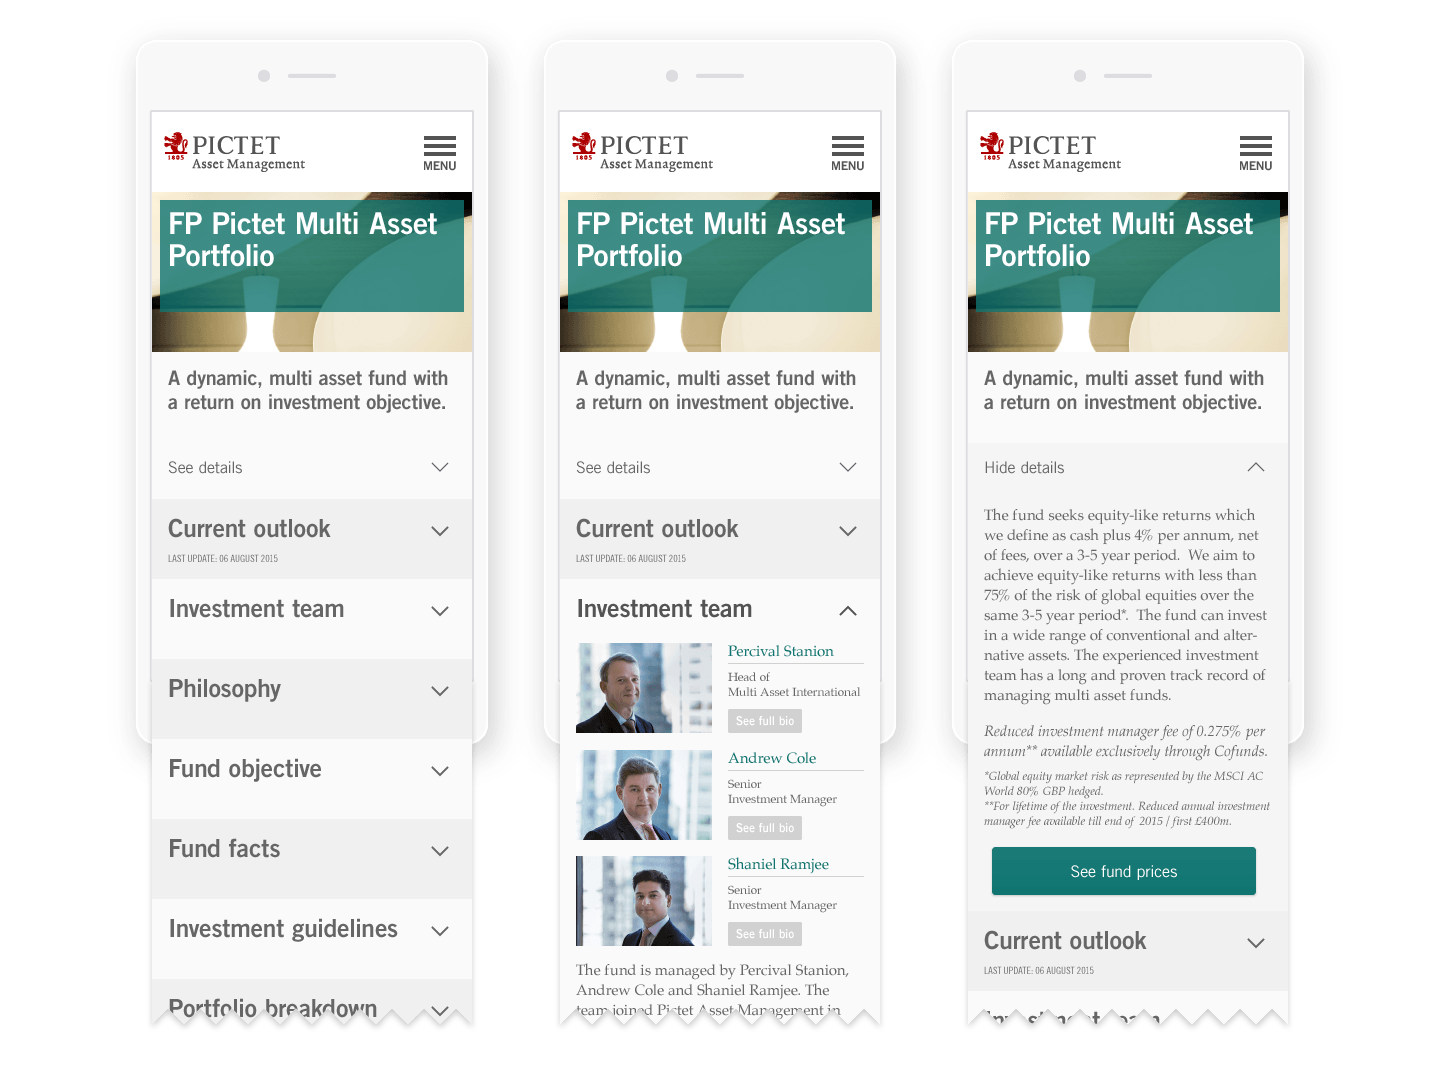 1805
PICTET
Asset Management
MENU
FP Pictet Multi Asset
Portfolio
A dynamic, multi asset fund with
a return on investment objective.
See details
Current outlook
LAST UPDATE: 06 AUGUST 2015
Investment team
Philosophy
Fund objective
Fund facts
Investment guidelines
Portfolio breakdown
1805
PICTET
Asset Management
MENU
FP Pictet Multi Asset
Portfolio
A dynamic, multi asset fund with
a return on investment objective.
See details
Current outlook
LAST UPDATE: 06 AUGUST 2015
Investment team
Percival Stanion
Head of
Multi Asset International
See full bio
Andrew Cole
Senior
Investment Manager
See full bio
Shaniel Ramjee
Senior
Investment Manager
See full bio
The fund is managed by Percival Stanion,
Andrew Cole and Shaniel Ramjee. The
team joined Pictet Asset Management in
1805
PICTET
Asset Management
MENU
FP Pictet Multi Asset
Portfolio
A dynamic, multi asset fund with
a return on investment objective.
Hide details
The fund seeks equity-like returns which
we define as cash plus 4% per annum, net
of fees, over a 3-5 year period. We aim to
achieve equity-like returns with less than
75% of the risk of global equities over the
same 3-5 year period*. The fund can invest
in a wide range of conventional and alter-
native assets. The experienced investment
team has a long and proven track record of
managing multi asset funds.
Reduced investment manager fee of 0.275% per
annum** available exclusively through Cofunds.
*Global equity market risk as represented by the MSCI AC
World 80% GBP hedged.
**For lifetime of the investment. Reduced annual investment
manager fee available till end of 2015 / first £400m.
See fund prices
Current outlook
LAST UPDATE: 06 AUGUST 2015
Investment team